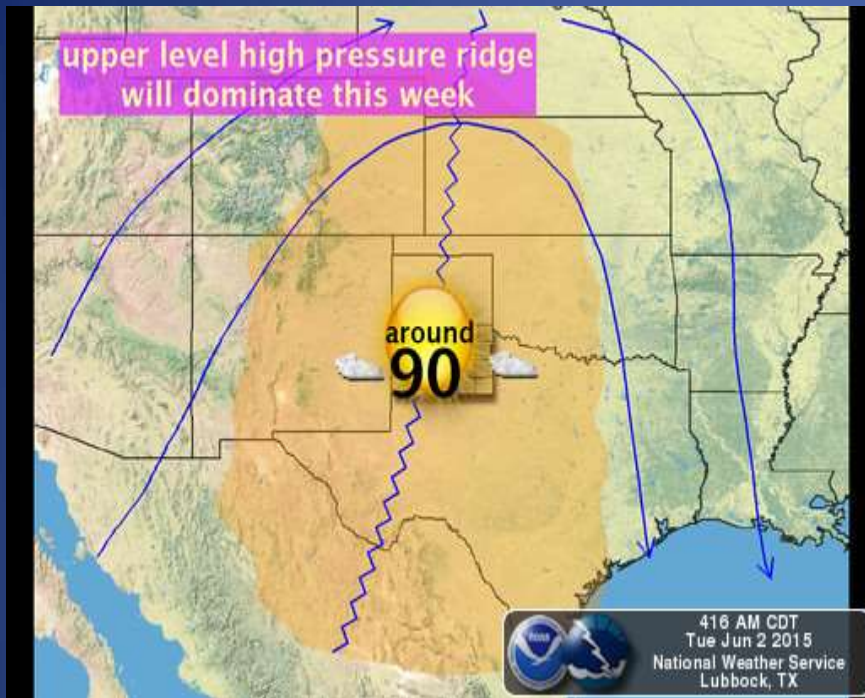 upper level high pressure ridge
will dominate this week
around
90
416 AM CDT
Tue Jun 2 2015
National Weather Service
Lubbock, TX